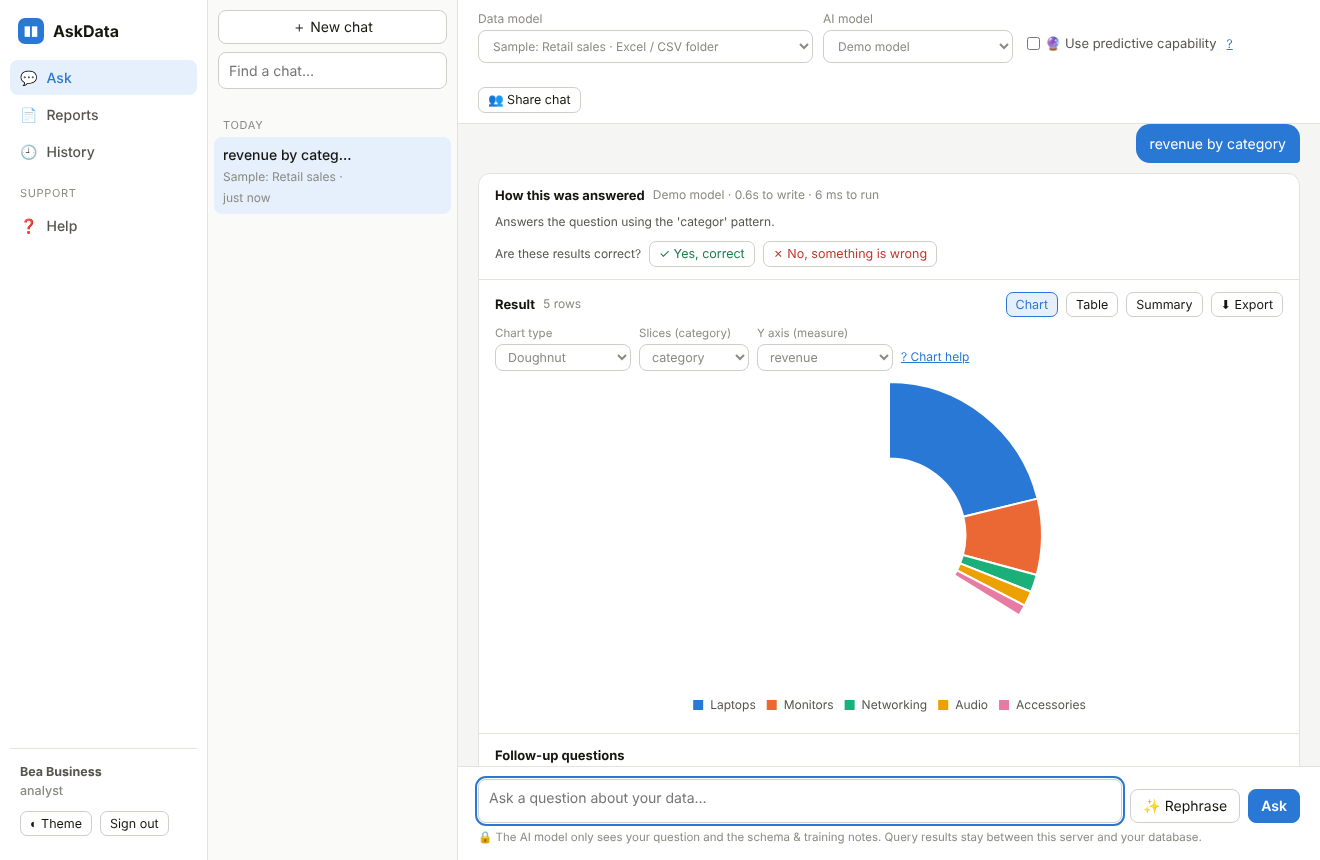 AskData
💬 Ask
📄 Reports
🕘 History
SUPPORT
❓ Help
Bea Business
analyst
Theme
Sign out
+ New chat
Find a chat...
TODAY
revenue by categ...
Sample: Retail sales ·
just now
Data model
Sample: Retail sales · Excel / CSV folder
AI model
Demo model
🔮 Use predictive capability ?
👥 Share chat
revenue by category
How this was answered Demo model · 0.6s to write · 6 ms to run
Answers the question using the 'categor' pattern.
Are these results correct? ✓ Yes, correct ✕ No, something is wrong
Result 5 rows
Chart Table Summary ⬇ Export
Chart type
Doughnut
Slices (category)
category
Y axis (measure)
revenue
? Chart help
Laptops Monitors Networking Audio Accessories
Follow-up questions
Ask a question about your data...
✨ Rephrase
Ask
🔒 The AI model only sees your question and the schema & training notes. Query results stay between this server and your database.